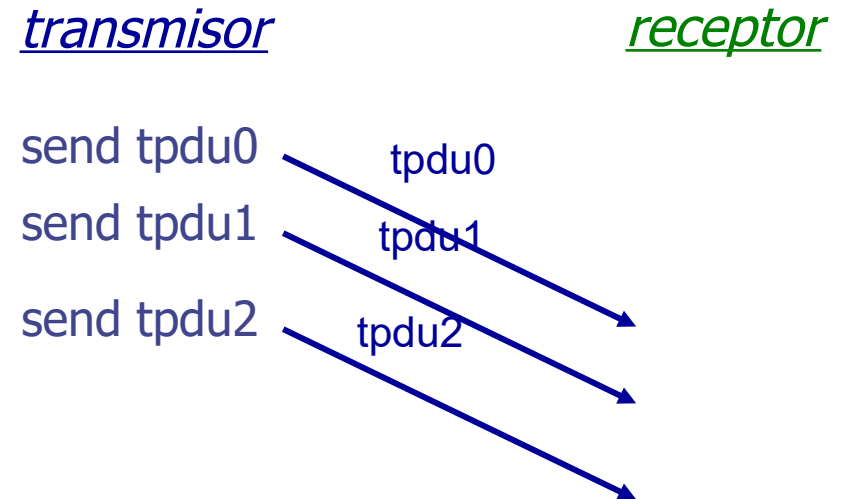 transmisor
receptor
send tpdu0
tpdu0
send tpdu1
tpdu1
send tpdu2
tpdu2